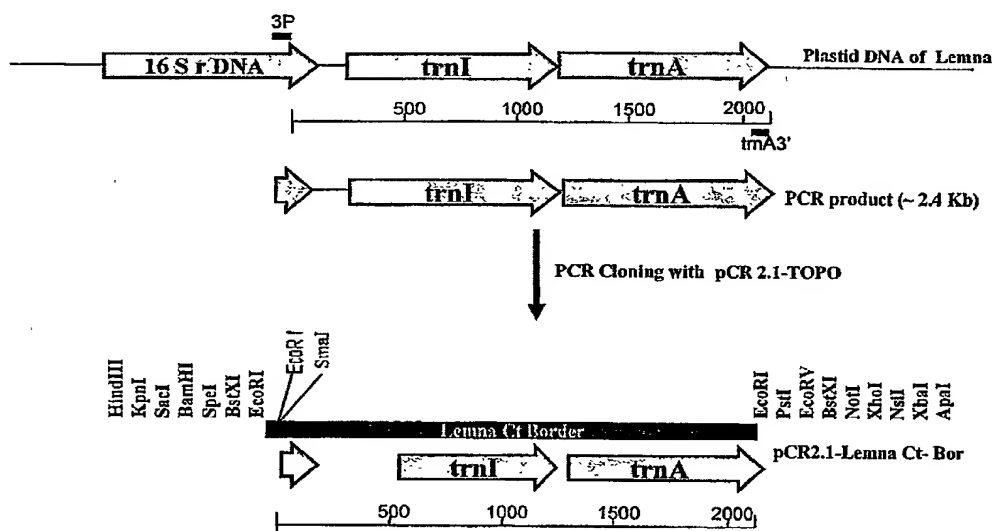 3P
16 S r DNA
trnI
trnA
Plastid DNA of Lemna
500 1000 1500 2000
trnA3'
trnI
trnA
PCR product (~ 2.4 Kb)
PCR Cloning with pCR 2.1-TOPO
HindIII
KpnI
SacI
BamHI
SpeI
BstXI
EcoRI
EcoR I
SmaI
EcoRI
PstI
EcoRV
BstXI
NotI
XhoI
NsiI
XbaI
ApaI
Lemna Ct Border
pCR2.1-Lemna Ct- Bor
trnI
trnA
500 1000 1500 2000